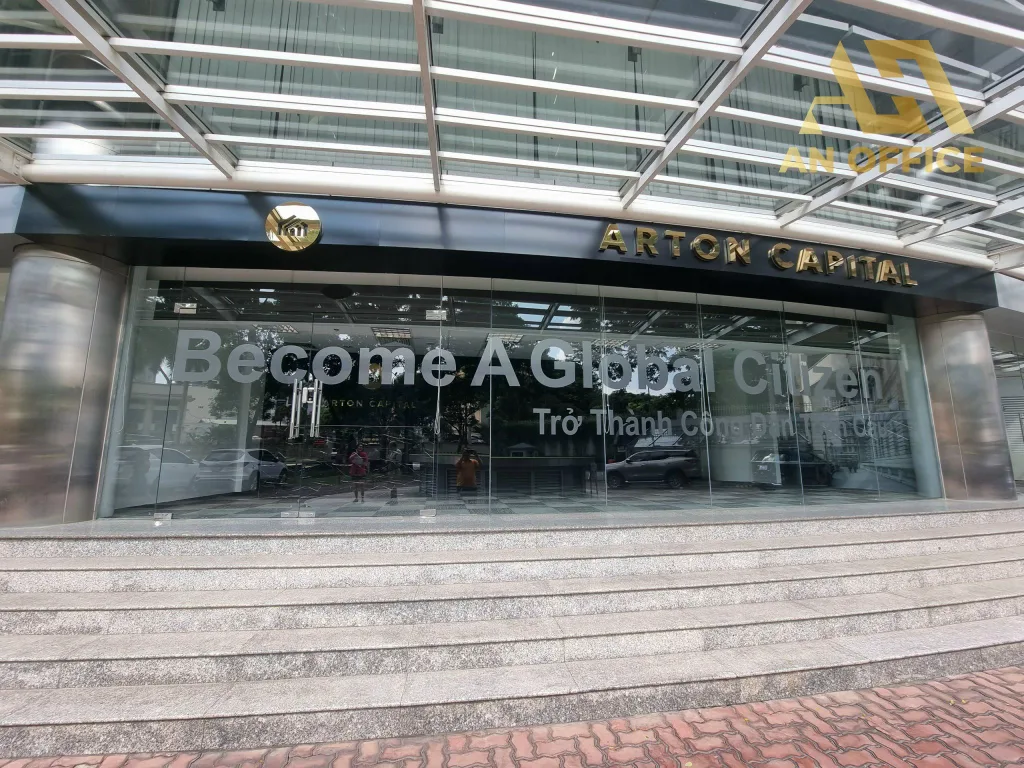 AN OFFICE
ARTON CAPITAL
Become A Global Citizen
Trở Thành Công Dân
ARTON CAPITAL